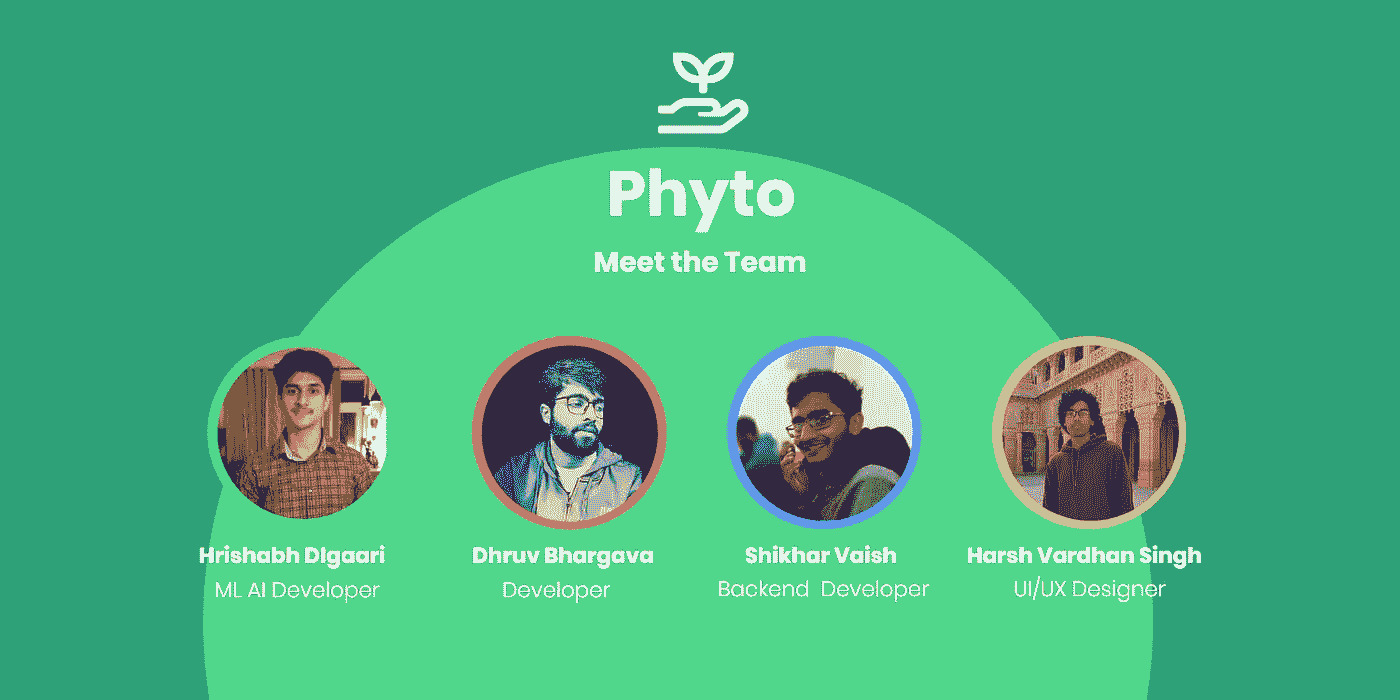 Phyto
Meet the Team
Hrishabh DIgaari
ML AI Developer
Dhruv Bhargava
Developer
Shikhar Vaish
Backend  Developer
Harsh Vardhan Singh
UI/UX Designer